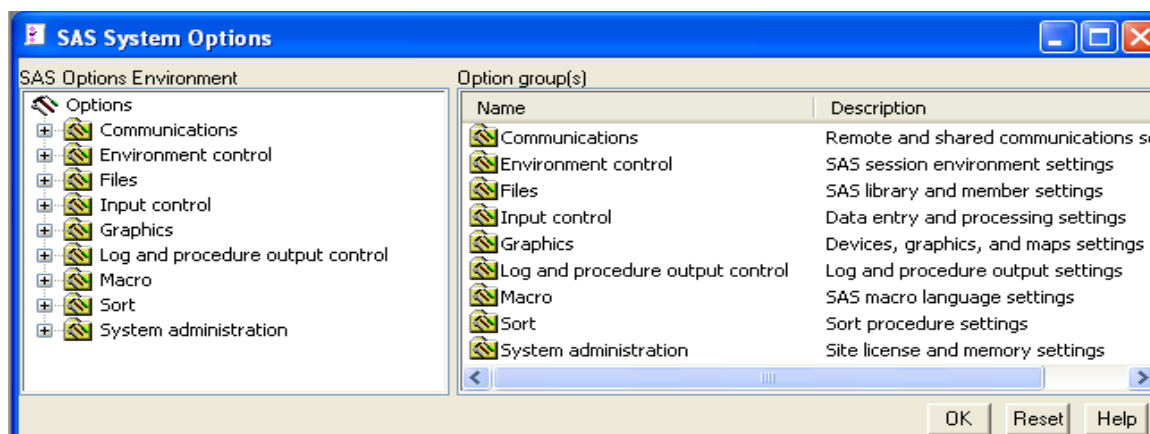 SAS System Options
SAS Options Environment
Options
Communications
Environment control
Files
Input control
Graphics
Log and procedure output control
Macro
Sort
System administration
Option group(s)
Name Description
Communications Remote and shared communications
Environment control SAS session environment settings
Files SAS library and member settings
Input control Data entry and processing settings
Graphics Devices, graphics, and maps settings
Log and procedure output control Log and procedure output settings
Macro SAS macro language settings
Sort Sort procedure settings
System administration Site license and memory settings
OK Reset Help